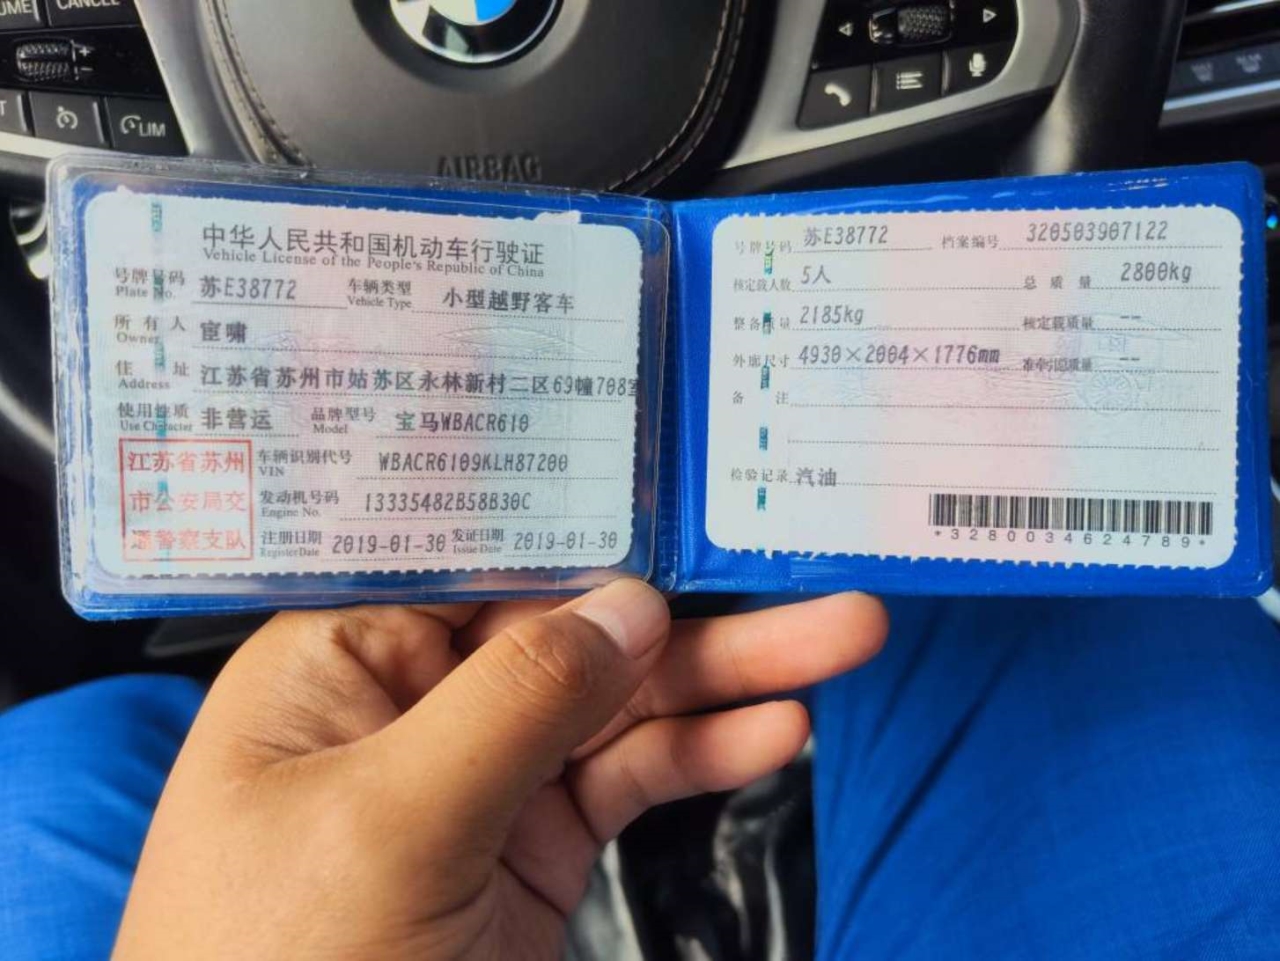 UME
CANCEL
LIM
AIRBAG
中华人民共和国机动车行驶证
Vehicle License of the People's Republic of China
号牌号码 苏E38772 车辆类型 小型越野客车
Plate No. Vehicle Type
所有人 宦啸
Owner
住址 江苏省苏州市姑苏区永林新村二区69幢708室
Address
使用性质 非营运 品牌型号 宝马WBACR610
Use Character Model
江苏省苏州
市公安局交
通警察支队
车辆识别代号 WBACR6109KLH87200
VIN
发动机号码 13335482B58B30C
Engine No.
注册日期 2019-01-30 发证日期 2019-01-30
Register Date Issue Date
号牌号码 苏E38772 档案编号 320503907122
核定载人数 5人 总质量 2800kg
整备质量 2185kg 核定载质量 --
外廓尺寸 4930×2004×1776mm 准牵引总质量 --
备注
检验记录 汽油
*3280034624789*